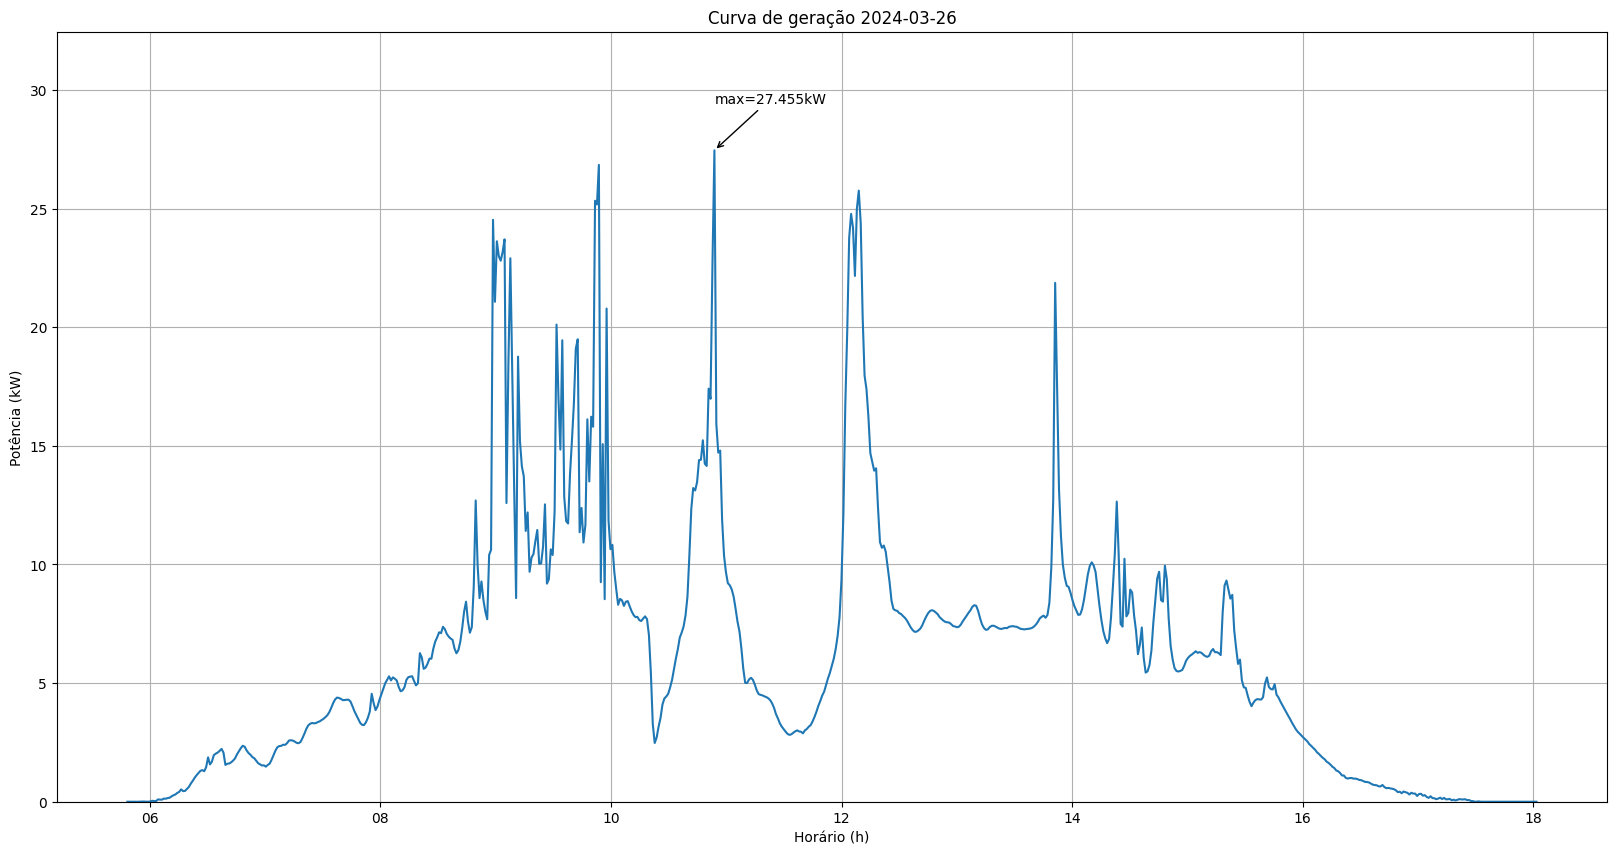 Curva de geração 2024-03-26
30
25
20
15
10
5
0
Potência (kW)
max=27.455kW
06 08 10 12 14 16 18
Horário (h)